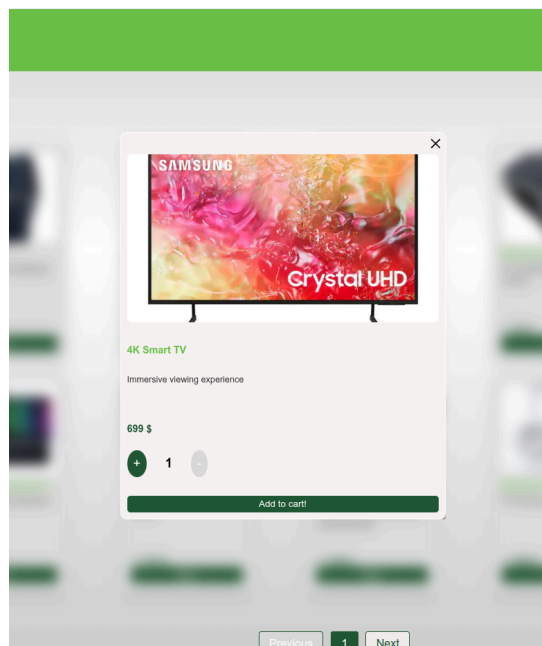 SAMSUNG
Crystal UHD
4K Smart TV
Immersive viewing experience
699 $
+ 1 -
Add to cart!
Previous 1 Next